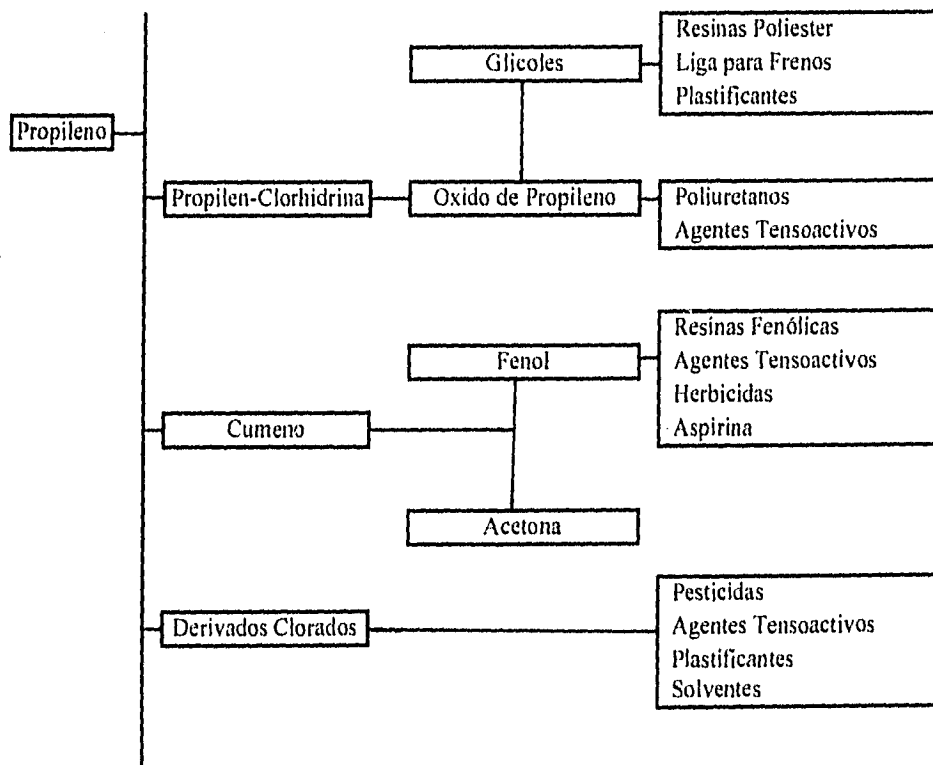 Propileno
Glicoles
Resinas Poliester
Liga para Frenos
Plastificantes
Propilen-Clorhidrina
Oxido de Propileno
Poliuretanos
Agentes Tensoactivos
Cumeno
Fenol
Resinas Fenólicas
Agentes Tensoactivos
Herbicidas
Aspirina
Acetona
Derivados Clorados
Pesticidas
Agentes Tensoactivos
Plastificantes
Solventes